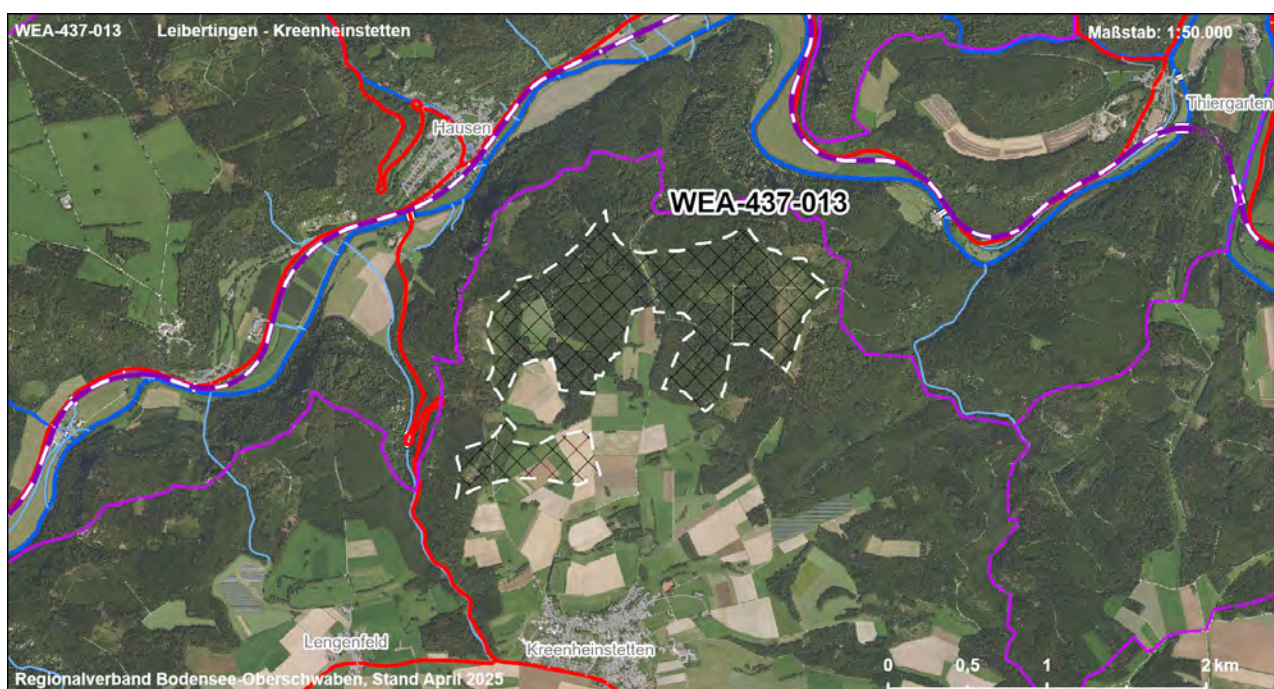 WEA-437-013 Leibertingen - Kreenheinstetten Maßstab: 1:50.000
Thiergarten
Hausen
WEA-437-013
Lengenfeld
Kreenheinstetten
0 0,5 1 2 km
Regionalverband Bodensee-Oberschwaben, Stand April 2025